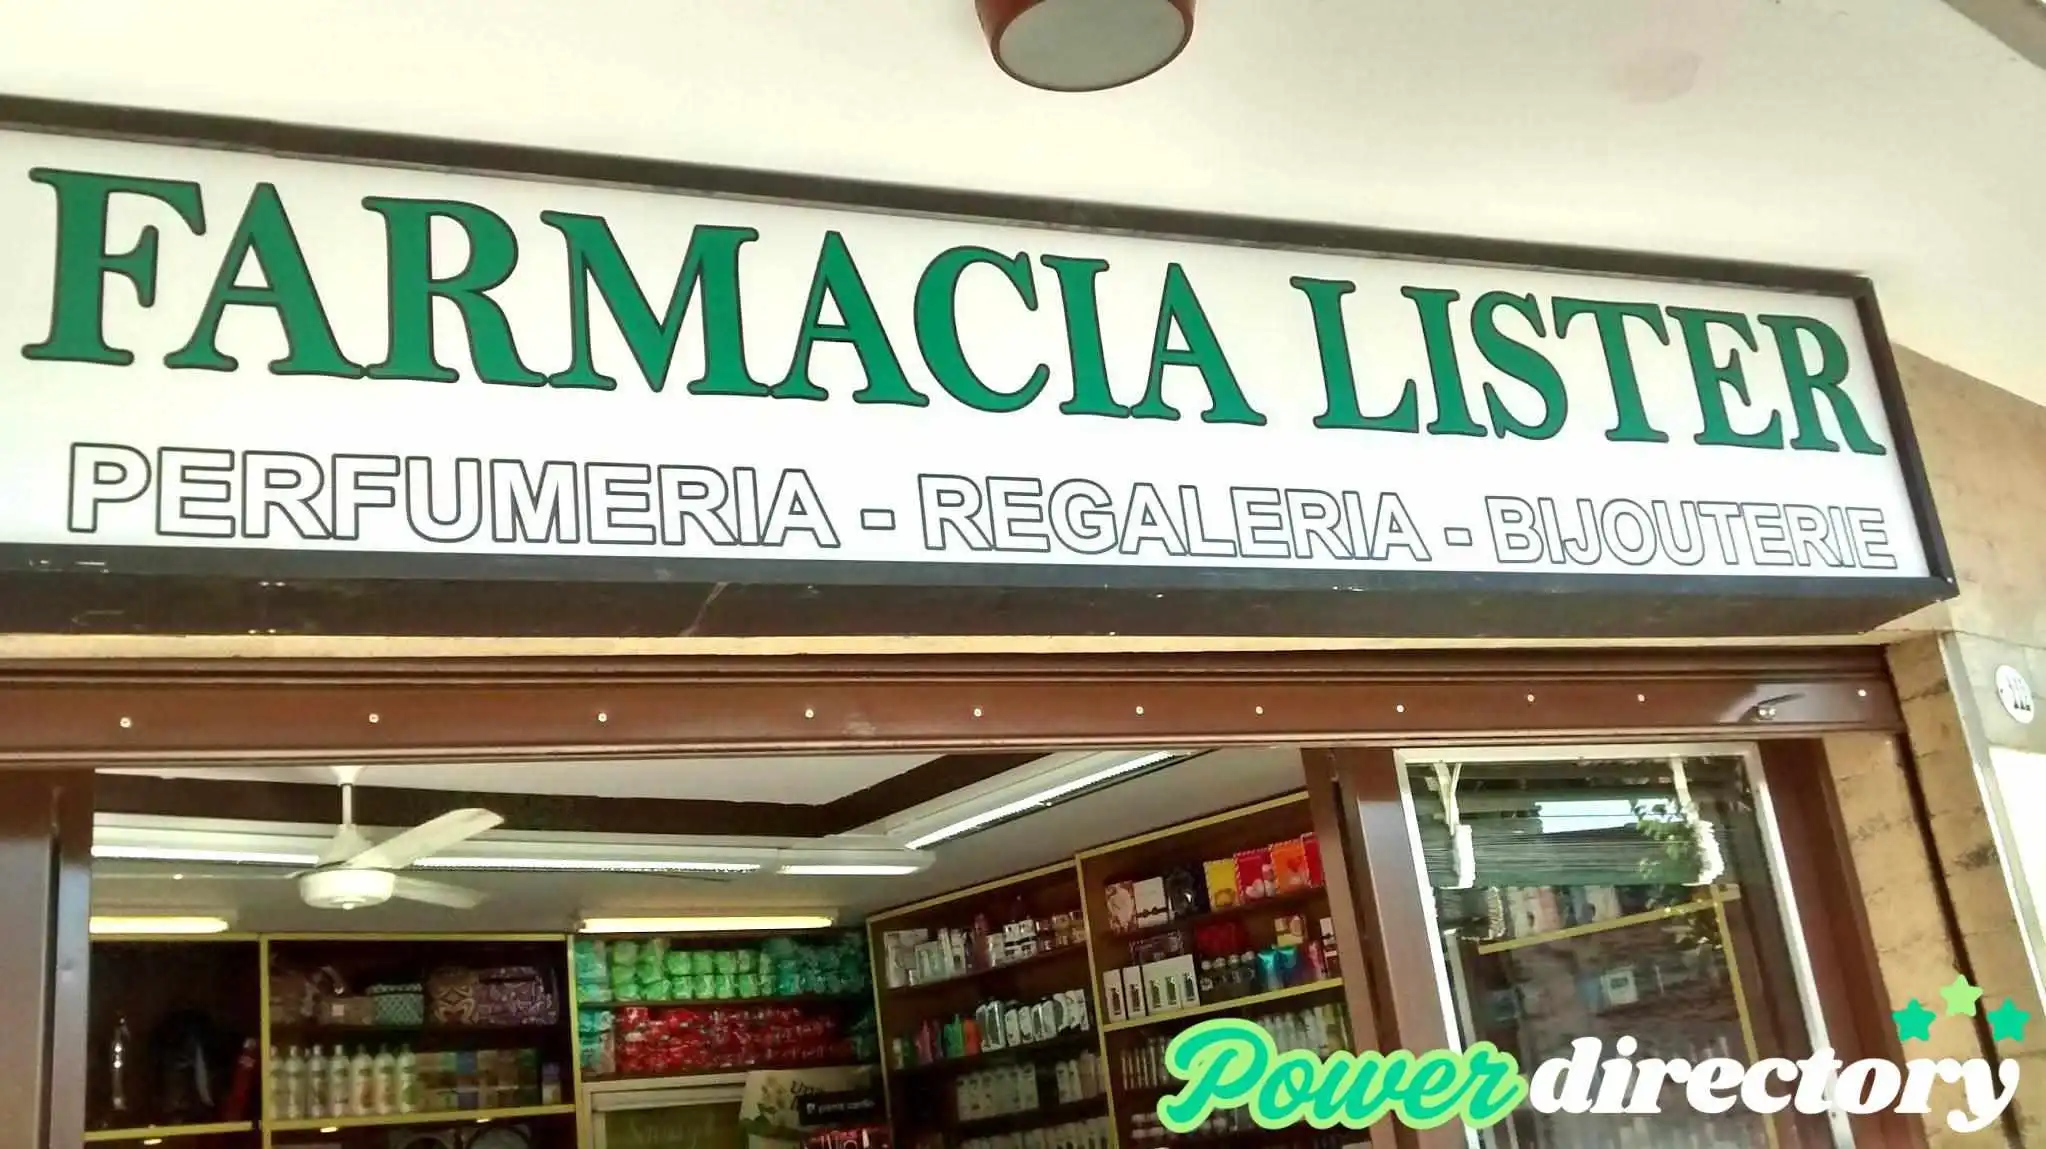 FARMACIA LISTER
PERFUMERIA - REGALERIA - BIJOUTERIE
Power directory